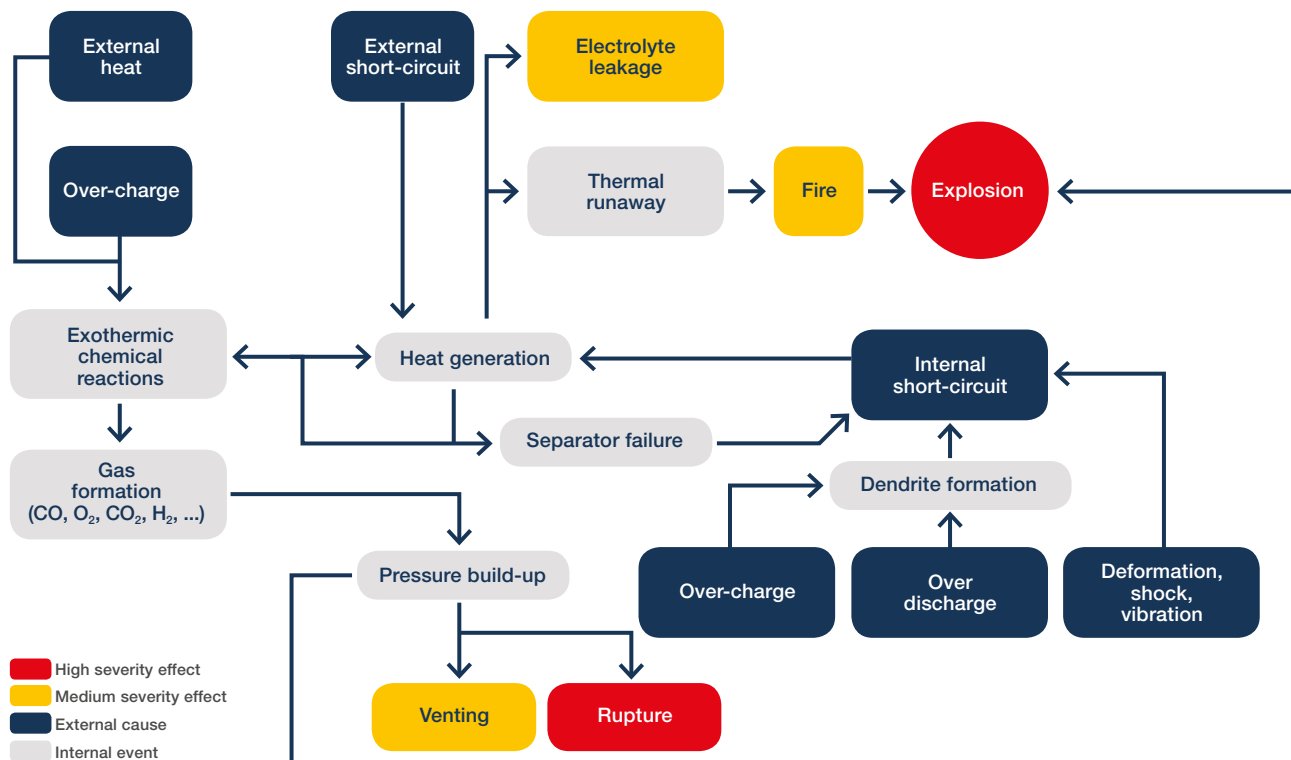 External
heat
External
short-circuit
Electrolyte
leakage
Over-charge
Thermal
runaway
Fire
Explosion
Exothermic
chemical
reactions
Heat generation
Internal
short-circuit
Separator failure
Gas
formation
(CO, O₂, CO₂, H₂, ...)
Dendrite formation
Pressure build-up
Over-charge
Over
discharge
Deformation,
shock,
vibration
High severity effect
Medium severity effect
External cause
Internal event
Venting
Rupture